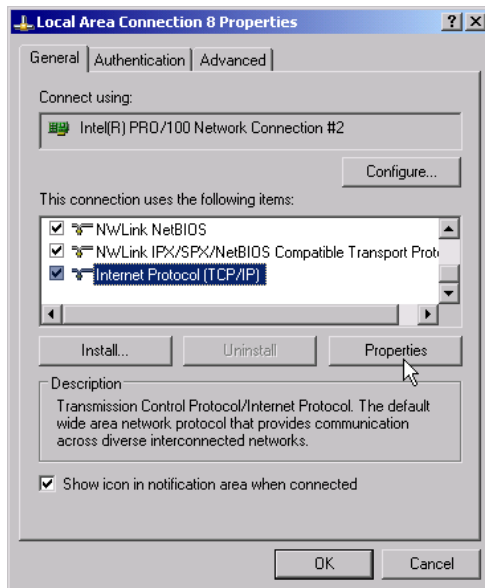 Local Area Connection 8 Properties
General Authentication Advanced
Connect using:
Intel(R) PRO/100 Network Connection #2
Configure...
This connection uses the following items:
NWLink NetBIOS
NWLink IPX/SPX/NetBIOS Compatible Transport Proto
Internet Protocol (TCP/IP)
Install... Uninstall Properties
Description
Transmission Control Protocol/Internet Protocol. The default
wide area network protocol that provides communication
across diverse interconnected networks.
Show icon in notification area when connected
OK Cancel